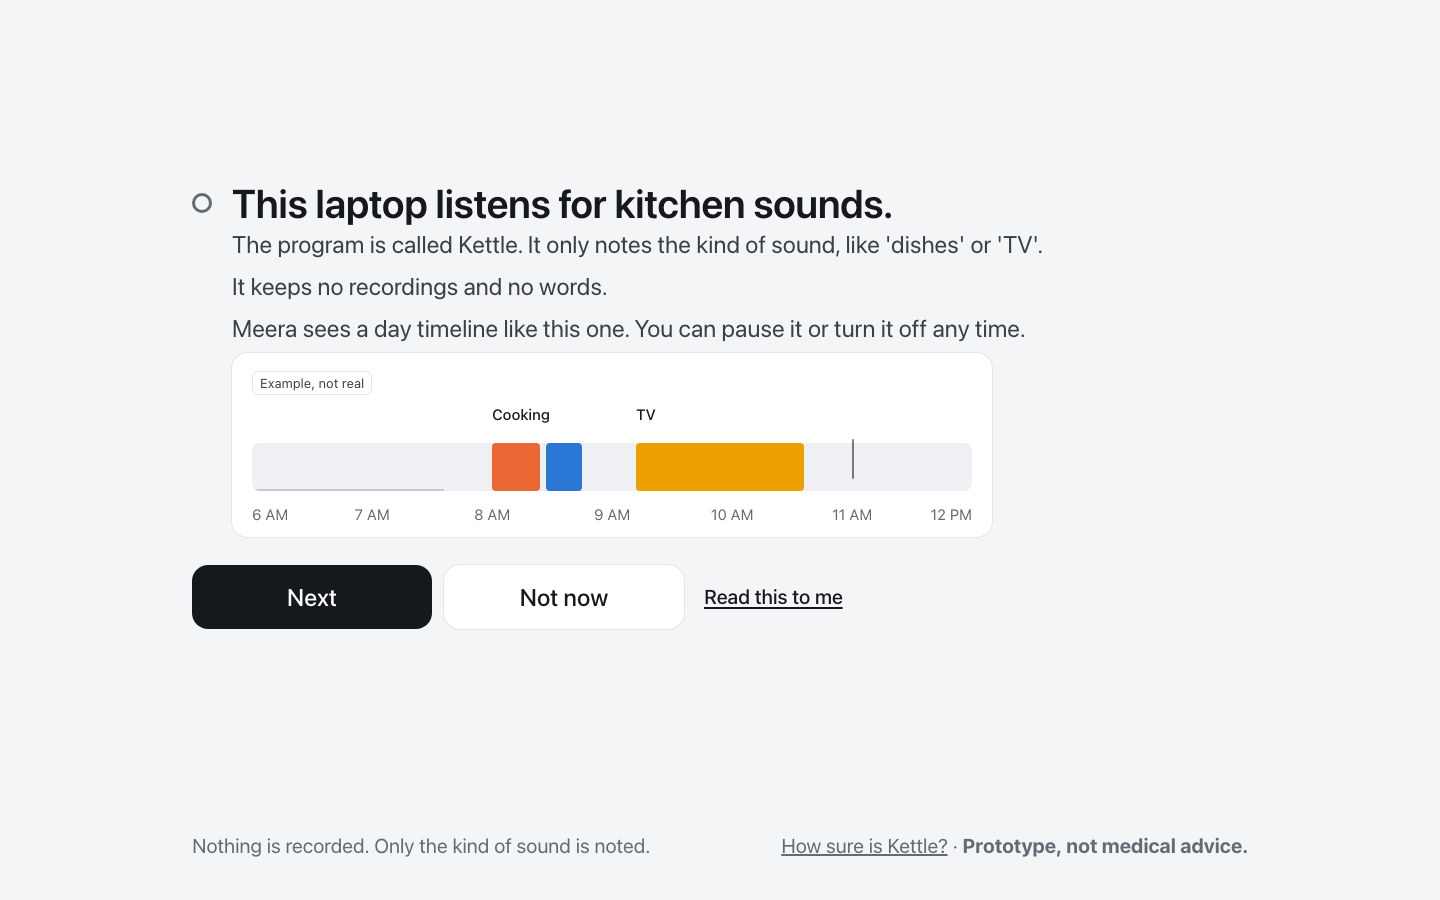 This laptop listens for kitchen sounds.
The program is called Kettle. It only notes the kind of sound, like 'dishes' or 'TV'.
It keeps no recordings and no words.
Meera sees a day timeline like this one. You can pause it or turn it off any time.
Example, not real
Cooking TV
6 AM 7 AM 8 AM 9 AM 10 AM 11 AM 12 PM
Next Not now Read this to me
Nothing is recorded. Only the kind of sound is noted. How sure is Kettle? · Prototype, not medical advice.